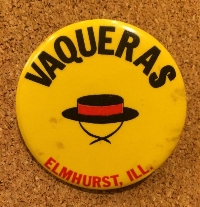 VAQUERAS
ELMHURST, ILL.